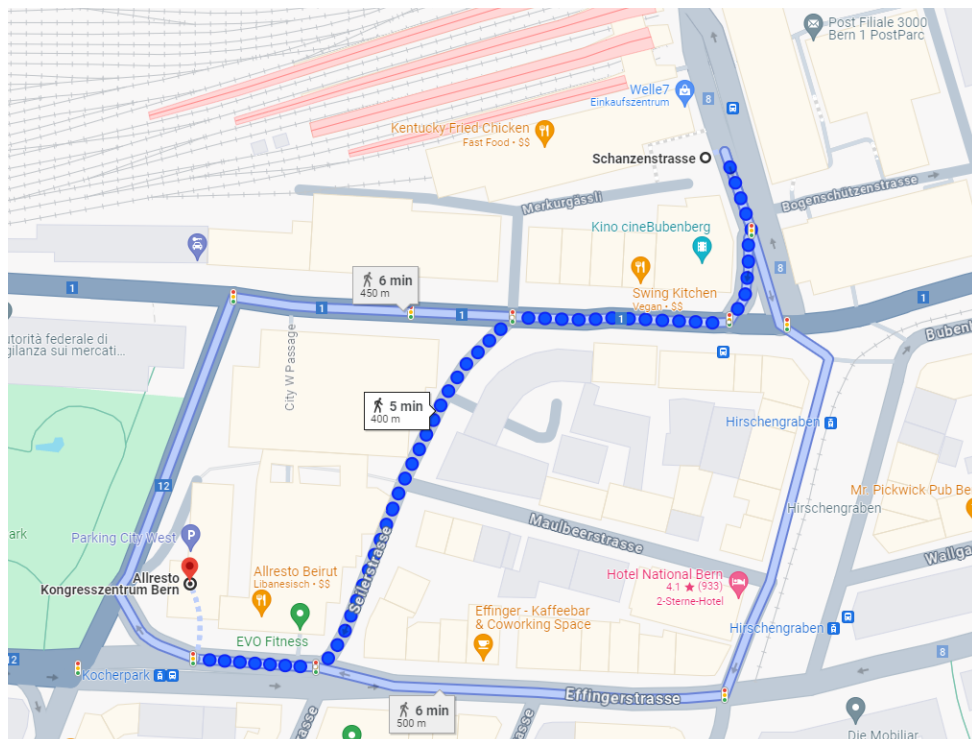 Post Filiale 3000
Bern 1 PostParc
Welle7
Einkaufszentrum
8
Kentucky Fried Chicken
Fast Food • $$
Schanzenstrasse
Bogenschützenstrasse
Merkurgässli
Kino cineBubenberg
8
6 min
450 m
Swing Kitchen
Vegan • $$
1
1
1
1
1
utorità federale di
igilanza sui mercati...
City W Passage
5 min
400 m
Hirschengraben
12
Mr. Pickwick Pub Be
Hirschengraben
ark
Parking City West
P
Maulbeerstrasse
Seilerstrasse
Allresto
Kongresszentrum Bern
Allresto Beirut
Libanesisch • $$
Hotel National Bern
4.1 ★ (933)
2-Sterne-Hotel
Wallga
Effinger - Kaffeebar
& Coworking Space
EVO Fitness
Hirschengraben
8
12
Kocherpark
Effingerstrasse
6 min
500 m
Die Mobiliar